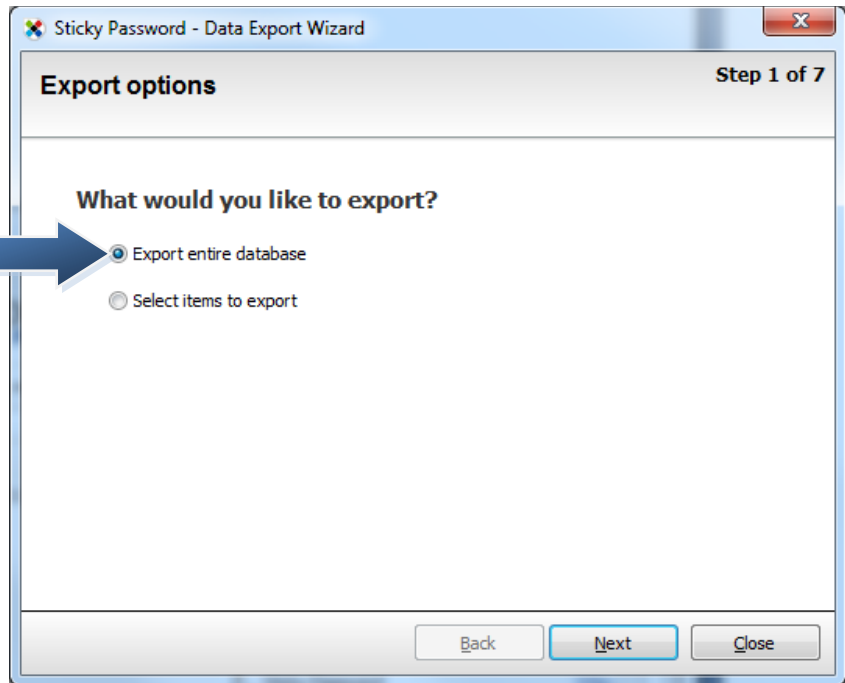 Sticky Password - Data Export Wizard
Export options
Step 1 of 7
What would you like to export?
Export entire database
Select items to export
Back Next Close